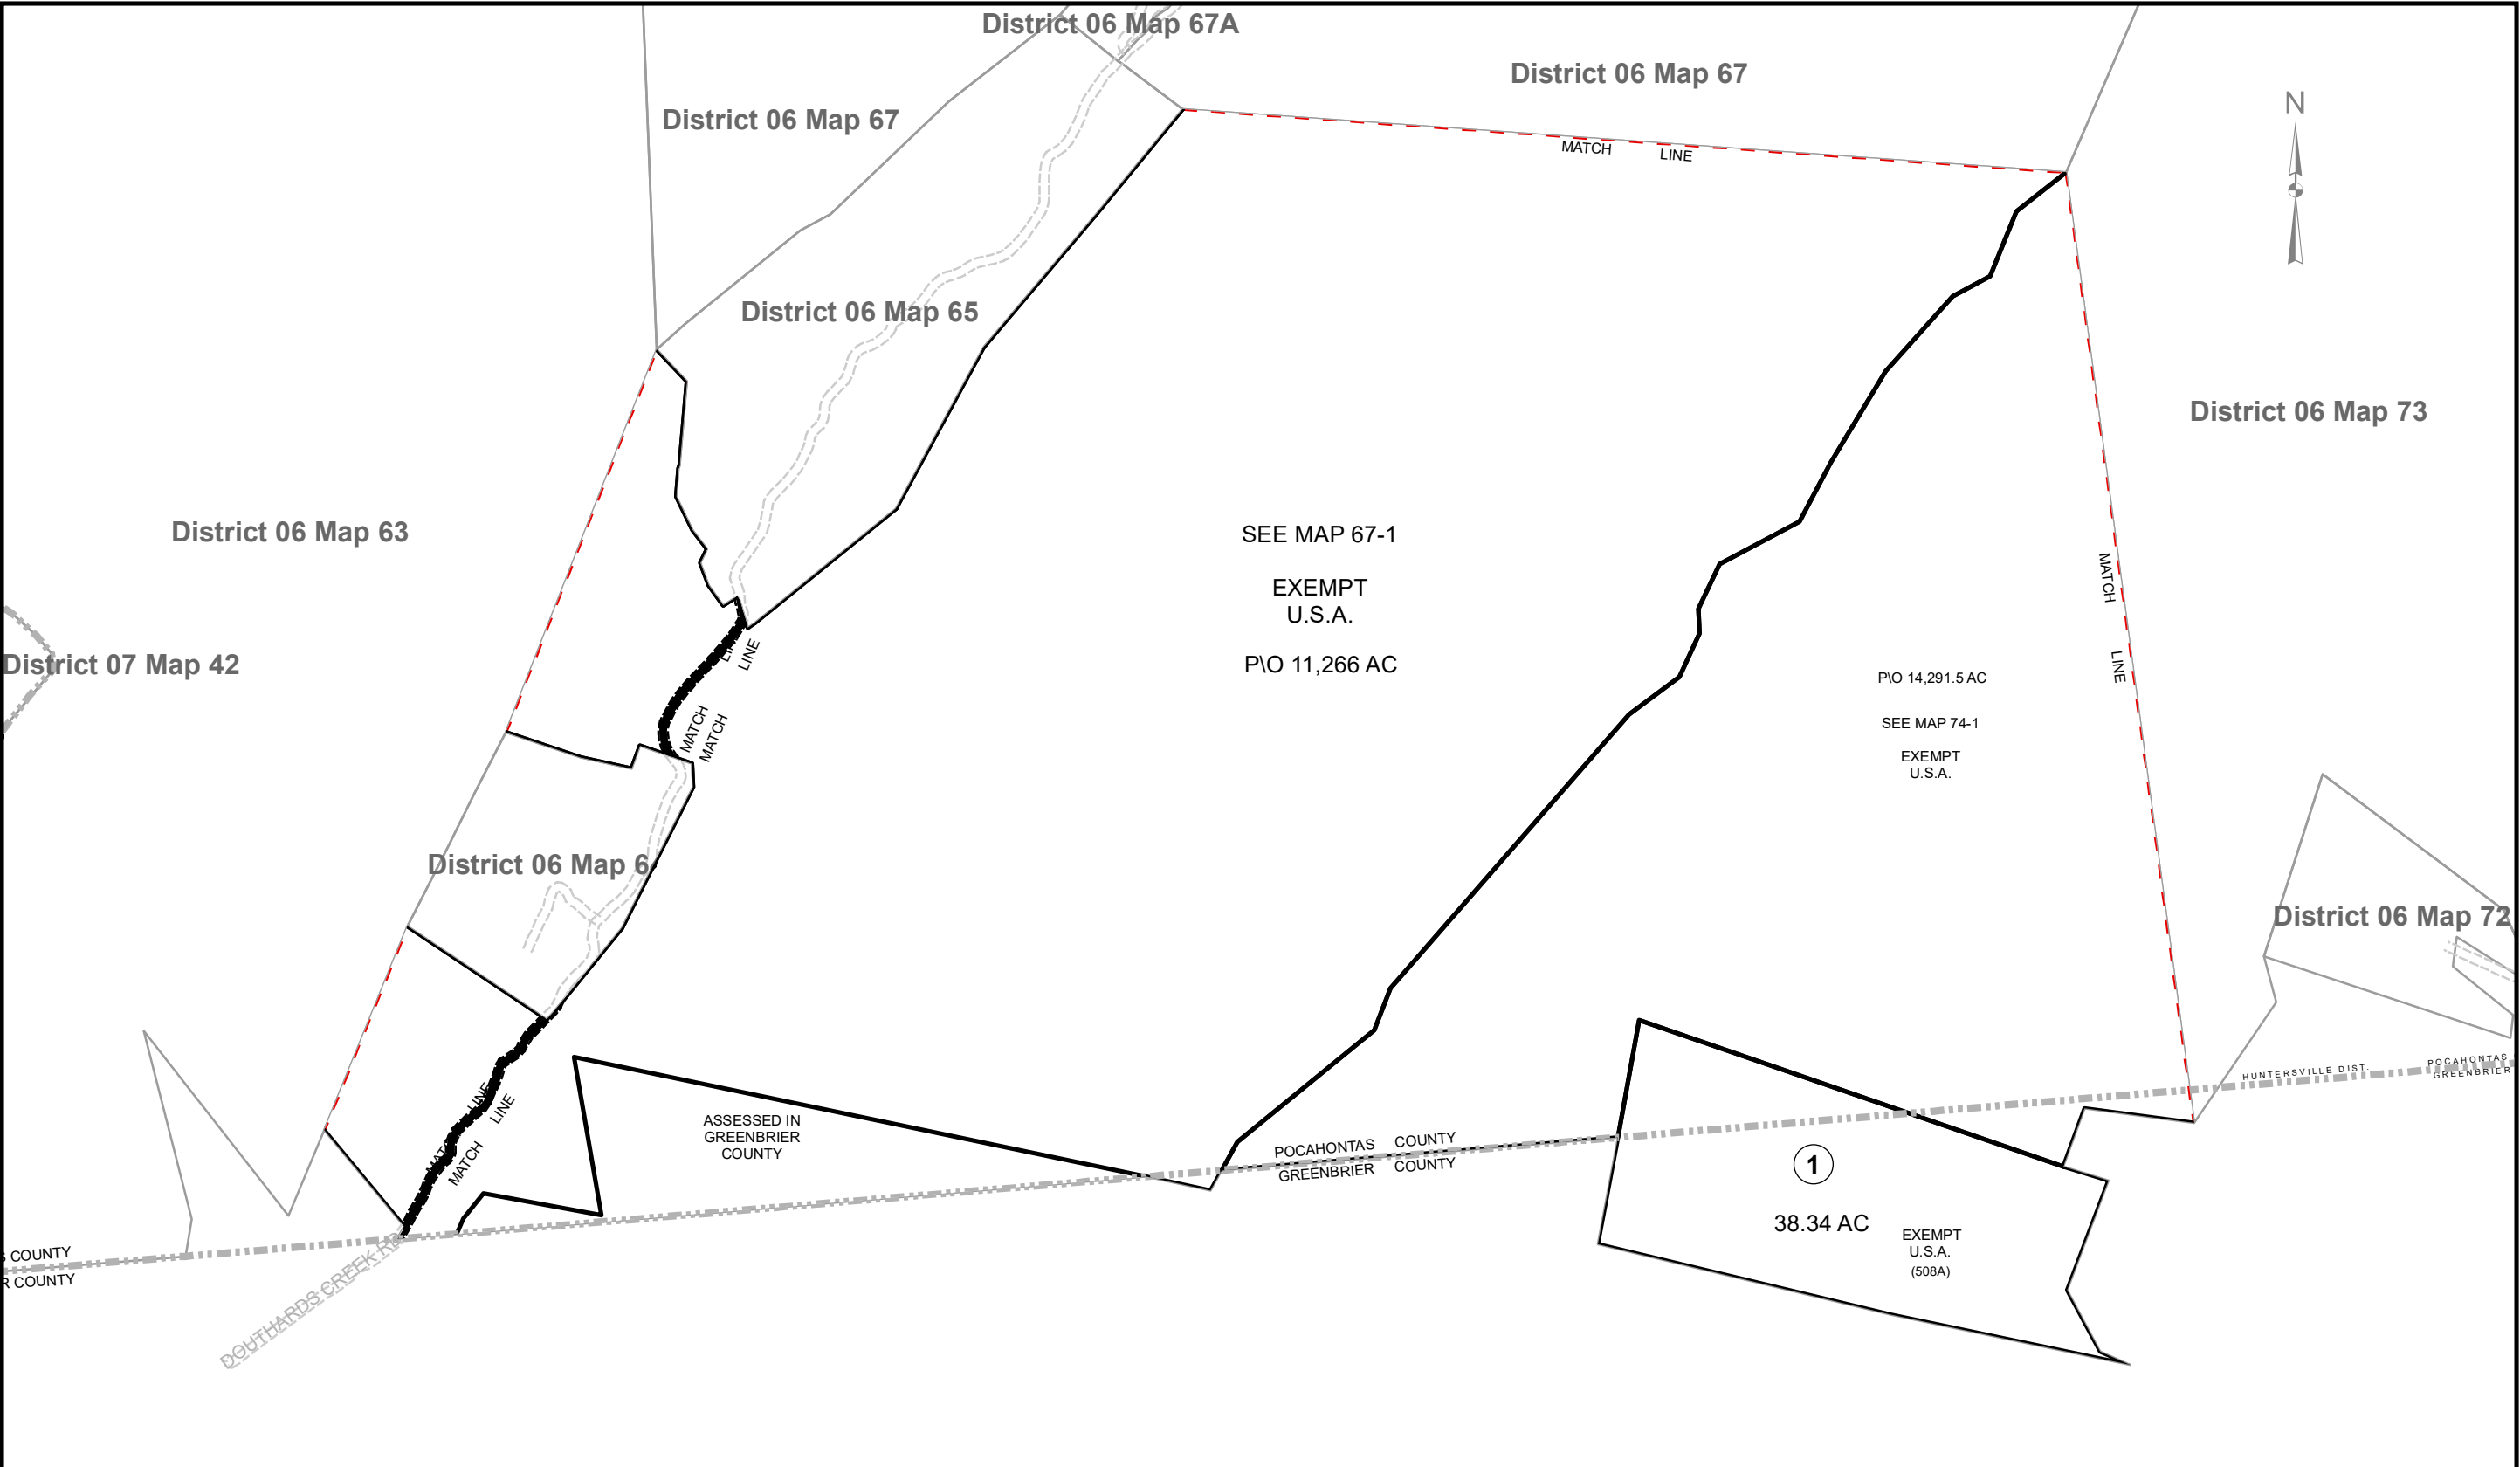 District 06 Map 67A
District 06 Map 67
District 06 Map 67
N
MATCH LINE
District 06 Map 65
District 06 Map 73
District 06 Map 63
SEE MAP 67-1
EXEMPT
U.S.A.
P\O 11,266 AC
MATCH LINE
District 07 Map 42
LINE
MATCH
MATCH
P\O 14,291.5 AC
SEE MAP 74-1
EXEMPT
U.S.A.
District 06 Map 6
District 06 Map 72
HUNTERSVILLE DIST.
POCAHONTAS
GREENBRIER
LINE
LINE
MATCH
ASSESSED IN
GREENBRIER
COUNTY
POCAHONTAS COUNTY
GREENBRIER COUNTY
1
38.34 AC
EXEMPT
U.S.A.
(508A)
COUNTY
R COUNTY
DOUTHARDS CREEK RD